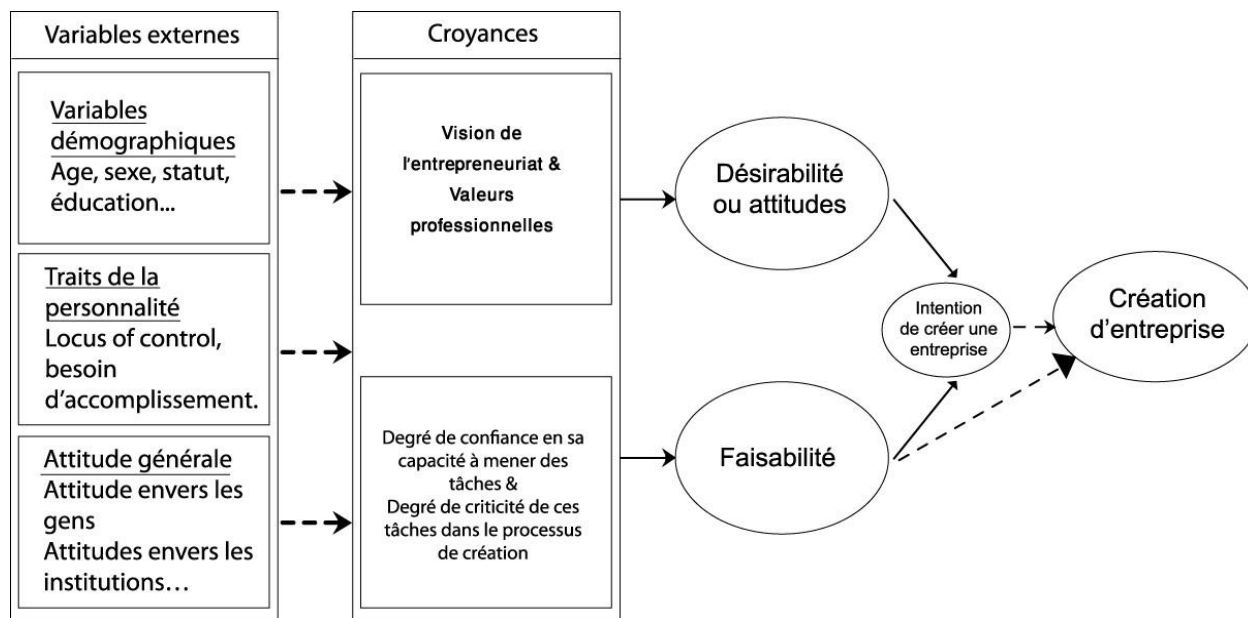 Variables externes
Variables
démographiques
Age, sexe, statut,
éducation...
Traits de la
personnalité
Locus of control,
besoin
d'accomplissement.
Attitude générale
Attitude envers les
gens
Attitudes envers les
institutions…
Croyances
Vision de
l'entrepreneuriat &
Valeurs
professionnelles
Degré de confiance en sa
capacité à mener des
tâches &
Degré de criticité de ces
tâches dans le processus
de création
Désirabilité
ou attitudes
Faisabilité
Intention
de créer une
entreprise
Création
d'entreprise